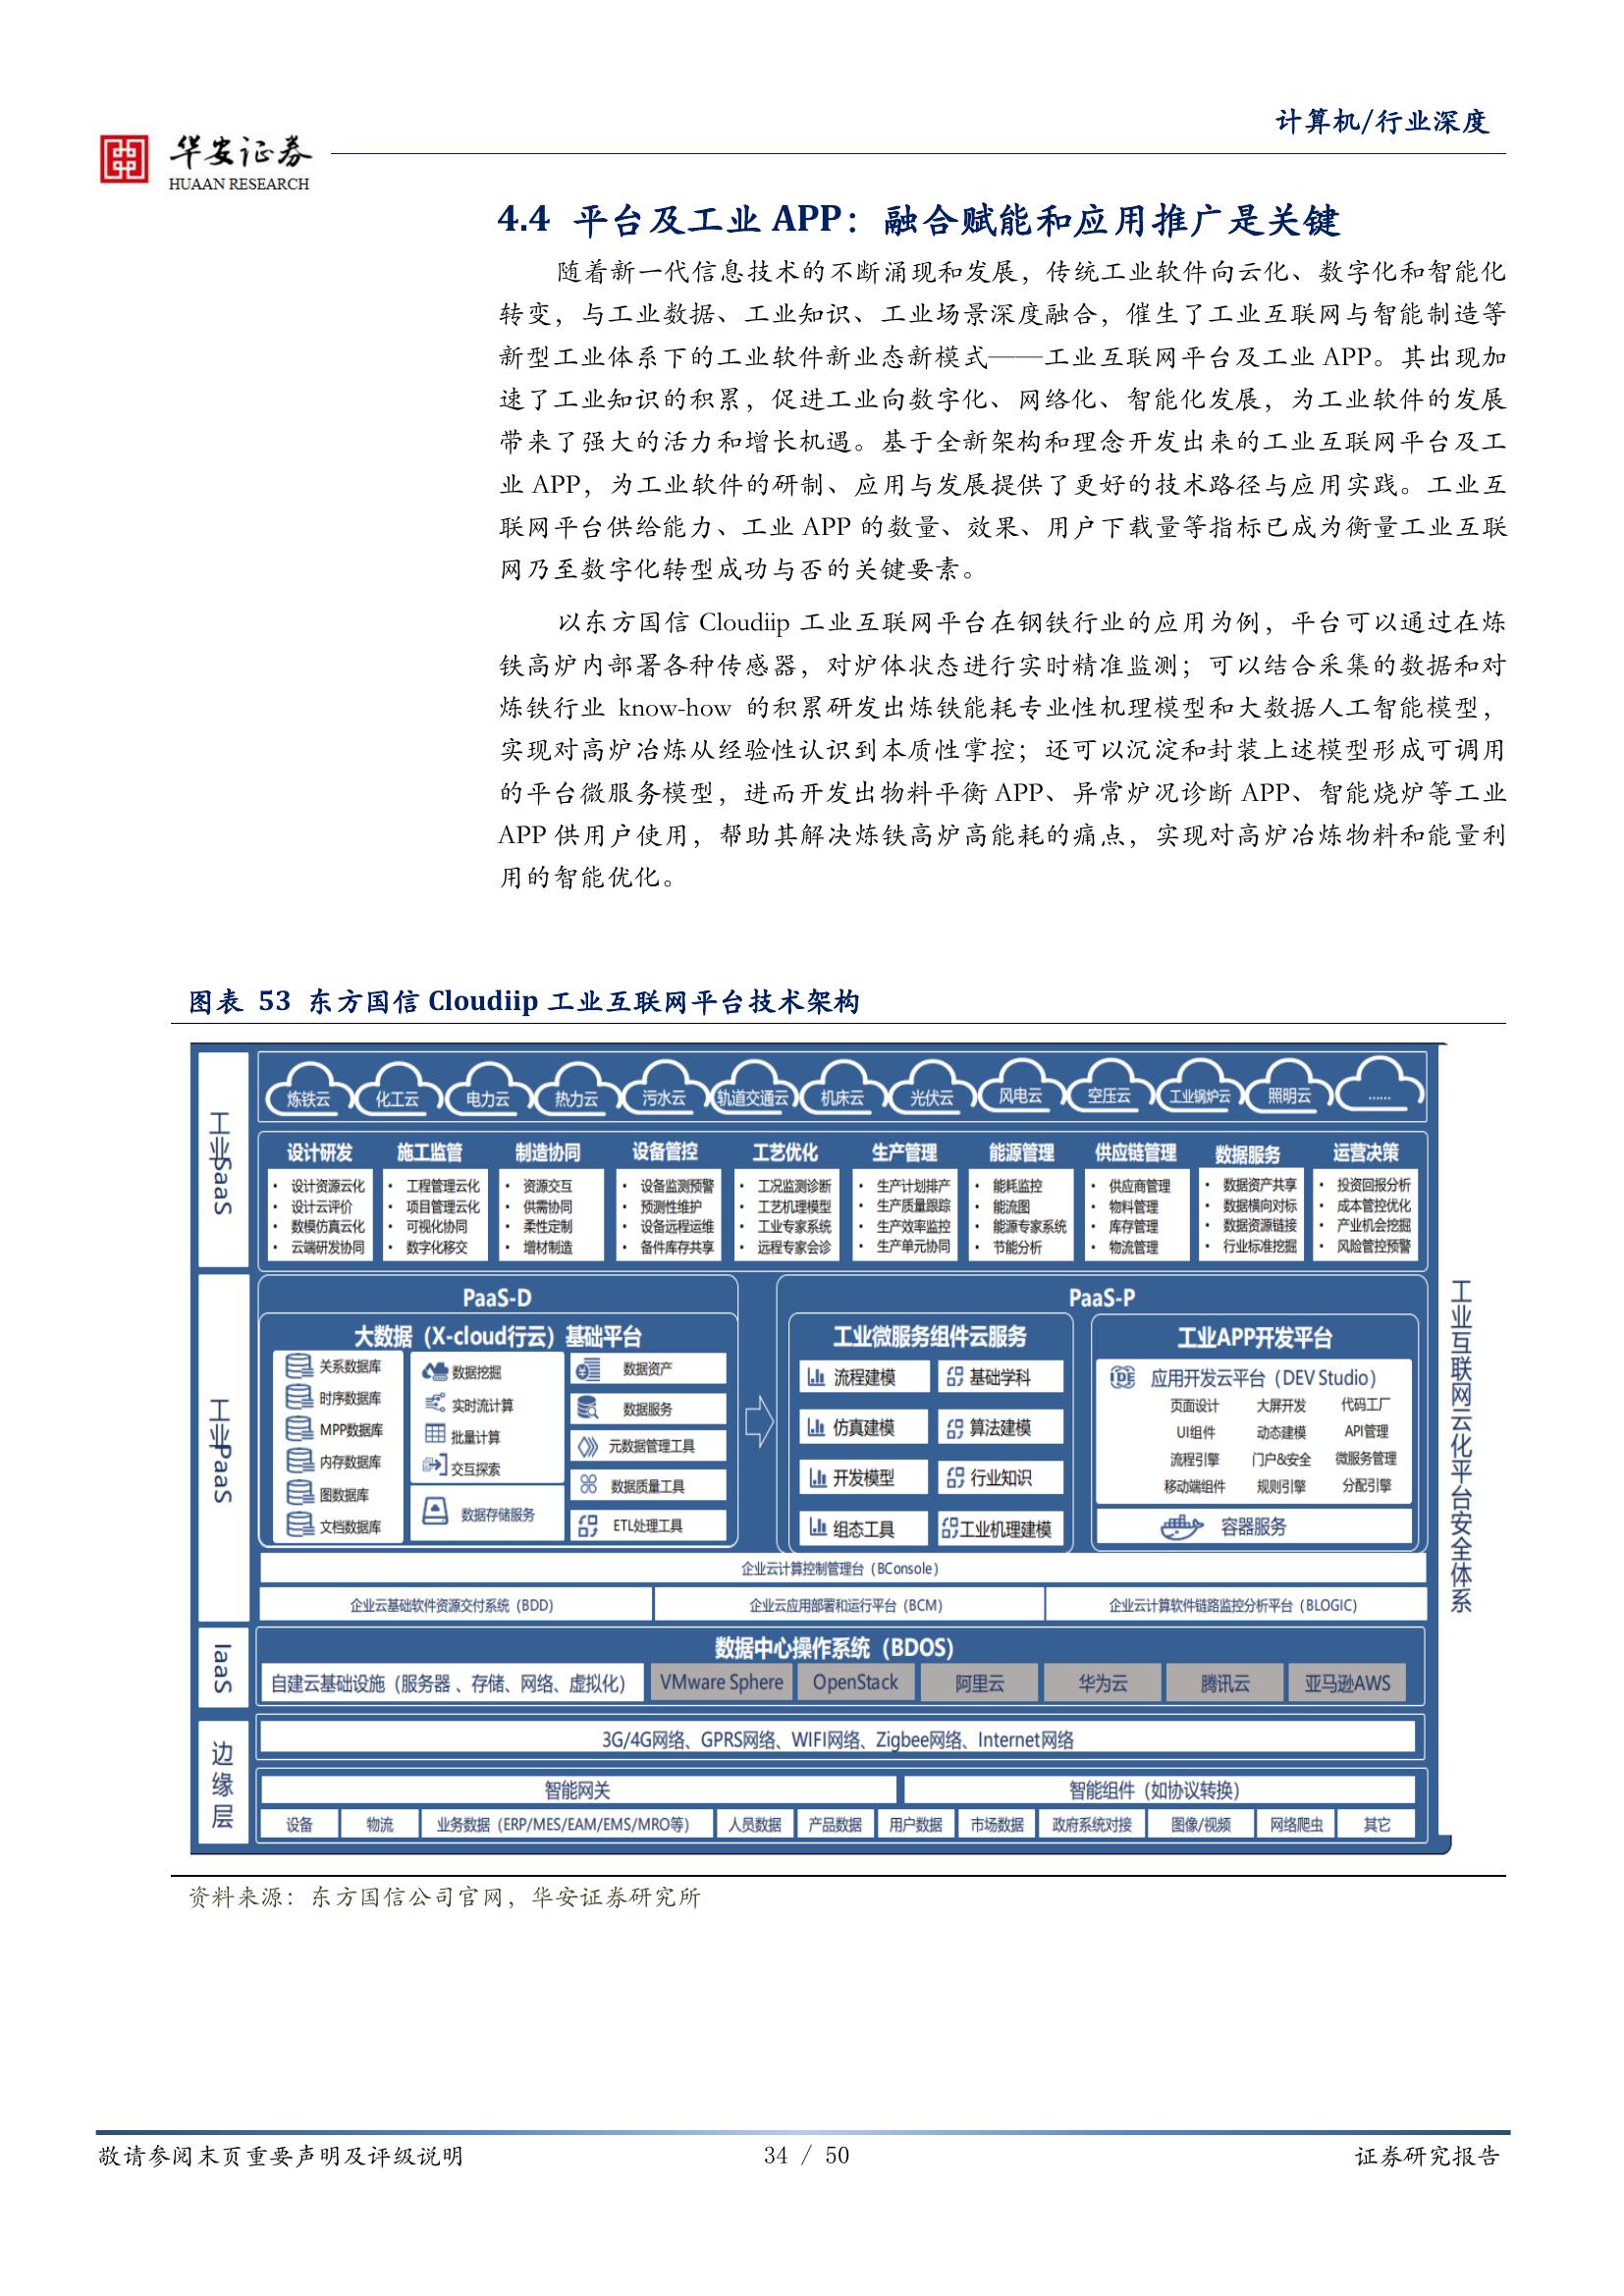 计算机/行业深度
华安证券
HUAAN RESEARCH
4.4 平台及工业 APP：融合赋能和应用推广是关键
随着新一代信息技术的不断涌现和发展，传统工业软件向云化、数字化和智能化
转变，与工业数据、工业知识、工业场景深度融合，催生了工业互联网与智能制造等
新型工业体系下的工业软件新业态新模式——工业互联网平台及工业 APP。其出现加
速了工业知识的积累，促进工业向数字化、网络化、智能化发展，为工业软件的发展
带来了强大的活力和增长机遇。基于全新架构和理念开发出来的工业互联网平台及工
业 APP，为工业软件的研制、应用与发展提供了更好的技术路径与应用实践。工业互
联网平台供给能力、工业 APP 的数量、效果、用户下载量等指标已成为衡量工业互联
网乃至数字化转型成功与否的关键要素。
以东方国信 Cloudiip 工业互联网平台在钢铁行业的应用为例，平台可以通过在炼
铁高炉内部署各种传感器，对炉体状态进行实时精准监测；可以结合采集的数据和对
炼铁行业 know-how 的积累研发出炼铁能耗专业性机理模型和大数据人工智能模型，
实现对高炉冶炼从经验性认识到本质性掌控；还可以沉淀和封装上述模型形成可调用
的平台微服务模型，进而开发出物料平衡 APP、异常炉况诊断 APP、智能烧炉等工业
APP 供用户使用，帮助其解决炼铁高炉高能耗的痛点，实现对高炉冶炼物料和能量利
用的智能优化。
图表 53 东方国信 Cloudiip 工业互联网平台技术架构
工业SaaS
炼铁云 化工云 电力云 热力云 污水云 轨道交通云 机床云 光伏云 风电云 空压云 工业锅炉云 照明云 ......
设计研发 施工监管 制造协同 设备管控 工艺优化 生产管理 能源管理 供应链管理 数据服务 运营决策
• 设计资源云化 • 工程管理云化 • 资源交互 • 设备监测预警 • 工况监测诊断 • 生产计划排产 • 能耗监控 • 供应商管理 • 数据资产共享 • 投资回报分析
• 设计云评价 • 项目管理云化 • 供需协同 • 预测性维护 • 工艺机理模型 • 生产质量跟踪 • 能流图 • 物料管理 • 数据横向对标 • 成本管控优化
• 数模仿真云化 • 可视化协同 • 柔性定制 • 设备远程运维 • 工业专家系统 • 生产效率监控 • 能源专家系统 • 库存管理 • 数据资源链接 • 产业机会挖掘
• 云端研发协同 • 数字化移交 • 增材制造 • 备件库存共享 • 远程专家会诊 • 生产单元协同 • 节能分析 • 物流管理 • 行业标准挖掘 • 风险管控预警
工业PaaS
PaaS-D
大数据（X-cloud行云）基础平台
关系数据库
时序数据库
MPP数据库
内存数据库
图数据库
文档数据库
数据挖掘
实时流计算
批量计算
交互探索
数据存储服务
数据资产
数据服务
元数据管理工具
数据质量工具
ETL处理工具
PaaS-P
工业微服务组件云服务
流程建模 基础学科
仿真建模 算法建模
开发模型 行业知识
组态工具 工业机理建模
工业APP开发平台
应用开发云平台（DEV Studio）
页面设计 大屏开发 代码工厂
UI组件 动态建模 API管理
流程引擎 门户&安全 微服务管理
移动端组件 规则引擎 分配引擎
容器服务
企业云计算控制管理台（BConsole）
企业云基础软件资源交付系统（BDD） 企业云应用部署和运行平台（BCM） 企业云计算软件链路监控分析平台（BLOGIC）
IaaS
数据中心操作系统（BDOS）
自建云基础设施（服务器、存储、网络、虚拟化） VMware Sphere OpenStack 阿里云 华为云 腾讯云 亚马逊AWS
边缘层
3G/4G网络、GPRS网络、WIFI网络、Zigbee网络、Internet网络
智能网关 智能组件（如协议转换）
设备 物流 业务数据（ERP/MES/EAM/EMS/MRO等） 人员数据 产品数据 用户数据 市场数据 政府系统对接 图像/视频 网络爬虫 其它
工业互联网云化平台安全体系
资料来源：东方国信公司官网，华安证券研究所
敬请参阅末页重要声明及评级说明 34 / 50 证券研究报告